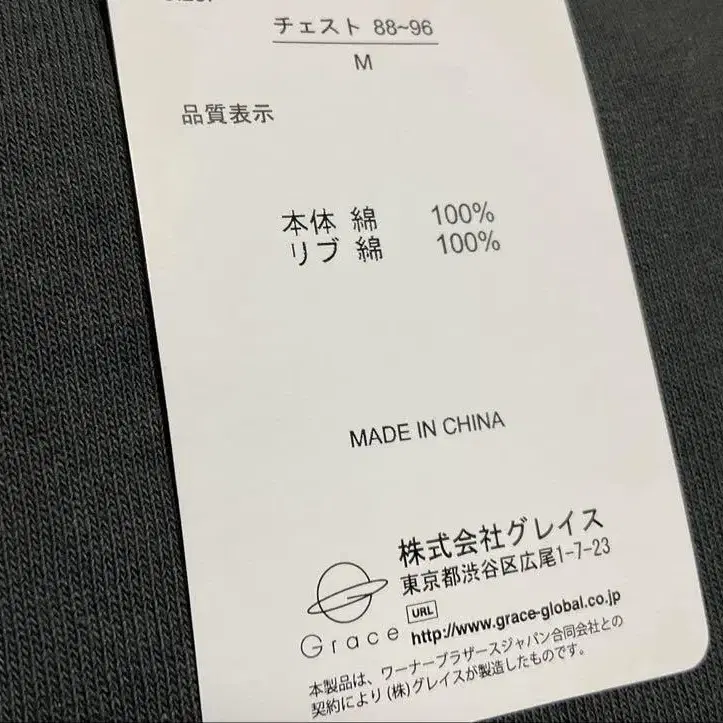 チェスト 88~96
M
品質表示
本体 綿 100%
リブ 綿 100%
MADE IN CHINA
株式会社グレイス
東京都渋谷区広尾1-7-23
URL
Grace http://www.grace-global.co.jp
本製品は、ワーナーブラザースジャパン合同会社との
契約により(株)グレイスが製造したものです。